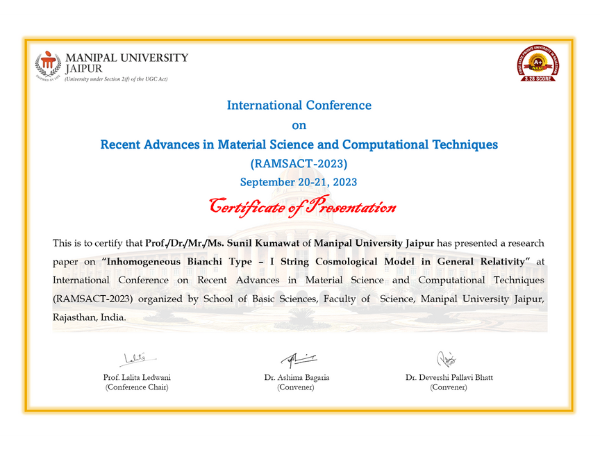 MANIPAL UNIVERSITY
JAIPUR
(University under Section 2(f) of the UGC Act)
A+
3.28 SCORE
International Conference
on
Recent Advances in Material Science and Computational Techniques
(RAMSACT-2023)
September 20-21, 2023
Certificate of Presentation
This is to certify that Prof./Dr./Mr./Ms. Sunil Kumawat of Manipal University Jaipur has presented a research
paper on “Inhomogeneous Bianchi Type – I String Cosmological Model in General Relativity” at
International Conference on Recent Advances in Material Science and Computational Techniques
(RAMSACT-2023) organized by School of Basic Sciences, Faculty of Science, Manipal University Jaipur,
Rajasthan, India.
Lalita
Prof. Lalita Ledwani
(Conference Chair)
Dr. Ashima Bagaria
(Convener)
Dr. Devershi Pallavi Bhatt
(Convener)